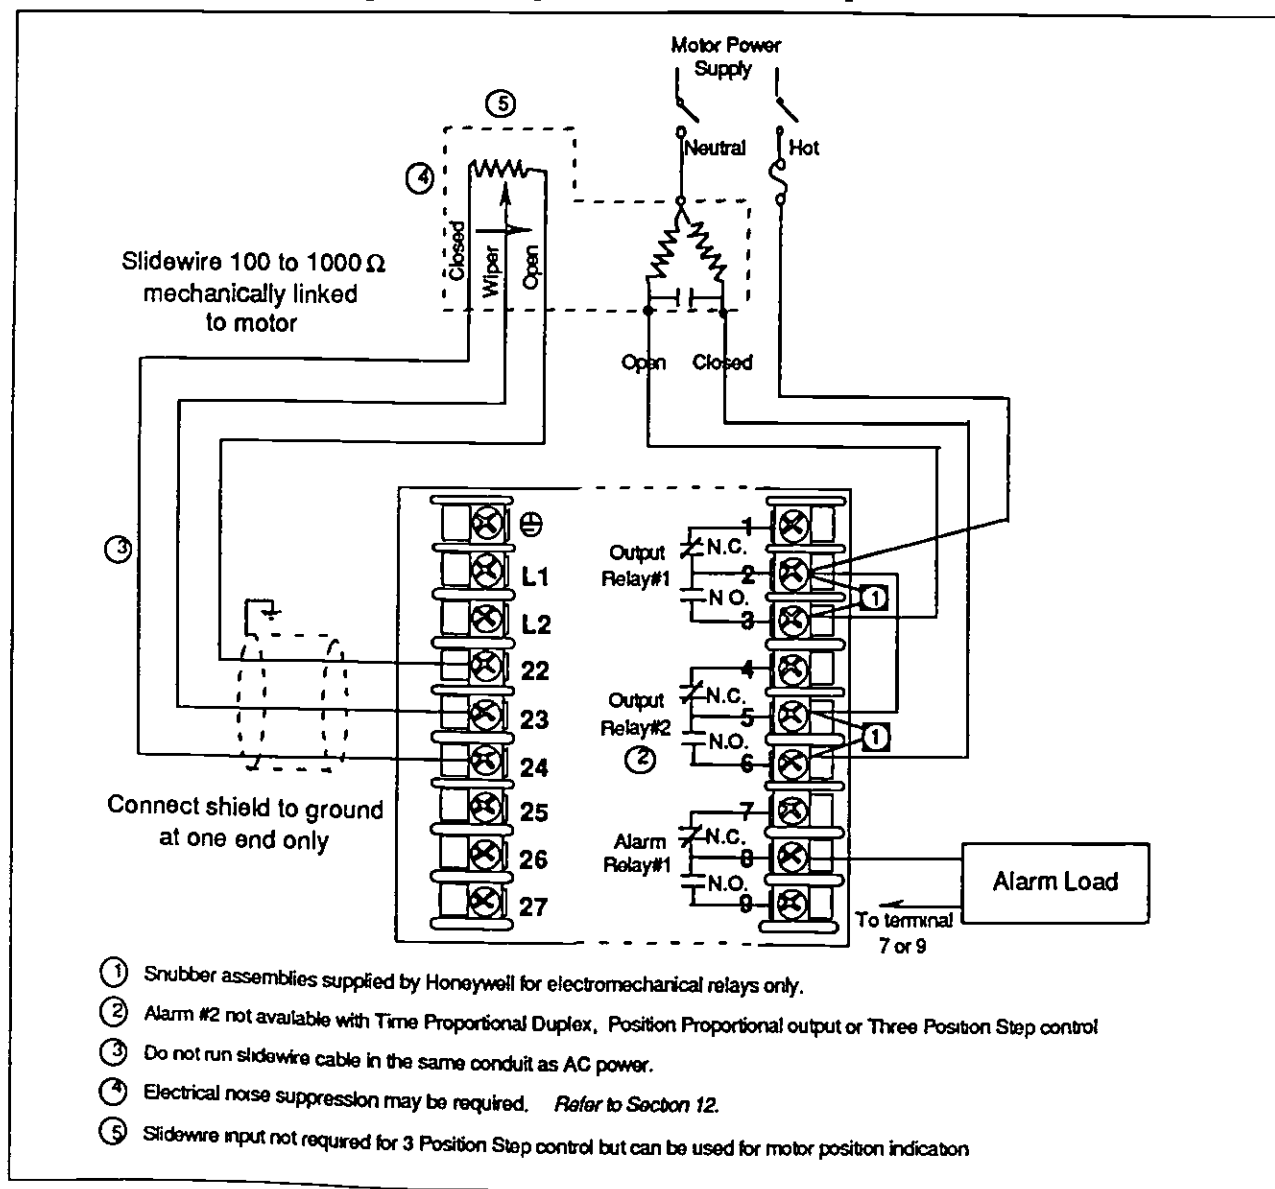 Motor Power
Supply
5
Neutral
Hot
4
Closed
Wiper
Open
Slidewire 100 to 1000 Ω
mechanically linked
to motor
Open
Closed
3
L1
L2
22
23
24
25
26
27
Output
Relay#1
N.C.
N O.
1
2
3
1
Output
Relay#2
2
N.C.
N.O.
4
5
6
1
Alarm
Relay#1
N.C.
N.O.
7
8
9
Alarm Load
To terminal
7 or 9
Connect shield to ground
at one end only
1 Snubber assemblies supplied by Honeywell for electromechanical relays only.
2 Alarm #2 not available with Time Proportional Duplex, Position Proportional output or Three Position Step control
3 Do not run slidewire cable in the same conduit as AC power.
4 Electrical noise suppression may be required. Refer to Section 12.
5 Slidewire input not required for 3 Position Step control but can be used for motor position indication